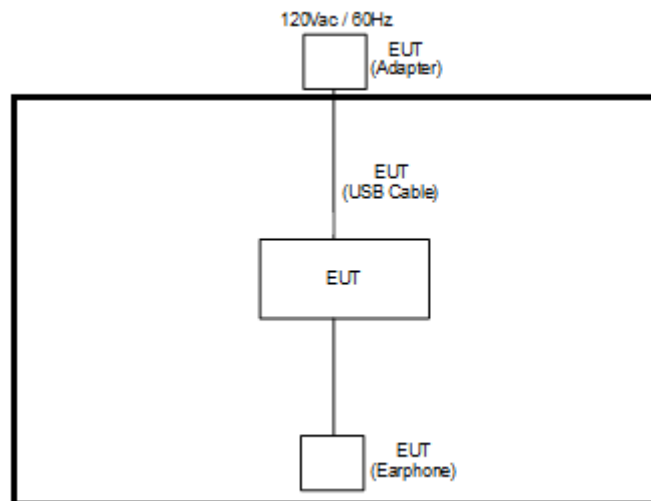 120Vac / 60Hz
EUT
(Adapter)
EUT
(USB Cable)
EUT
EUT
(Earphone)